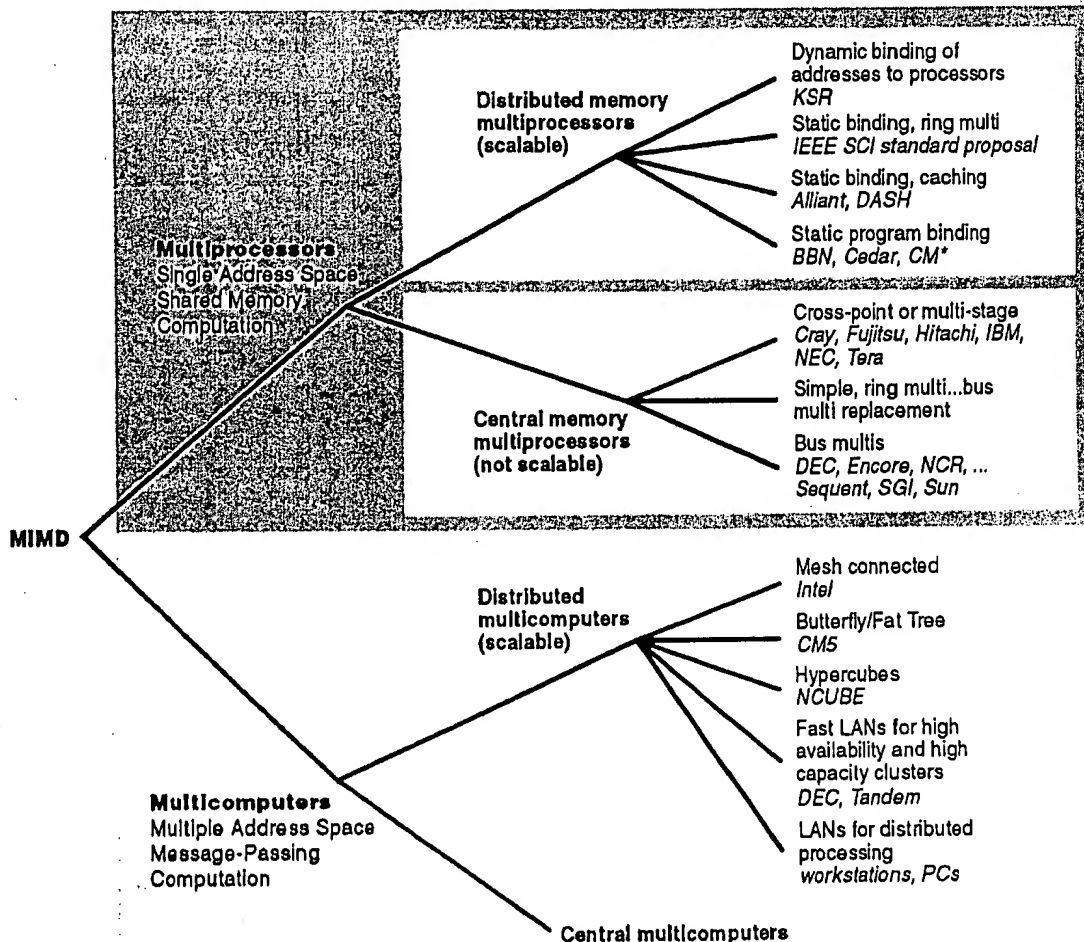 Dynamic binding of
addresses to processors
KSR
Distributed memory
multiprocessors
(scalable)
Static binding, ring multi
IEEE SCI standard proposal
Static binding, caching
Alliant, DASH
Static program binding
BBN, Cedar, CM*
Multiprocessors
Single Address Space
Shared Memory
Computation
Cross-point or multi-stage
Cray, Fujitsu, Hitachi, IBM,
NEC, Tera
Simple, ring multi...bus
multi replacement
Central memory
multiprocessors
(not scalable)
Bus multis
DEC, Encore, NCR, ...
Sequent, SGI, Sun
MIMD
Mesh connected
Intel
Distributed
multicomputers
(scalable)
Butterfly/Fat Tree
CM5
Hypercubes
NCUBE
Fast LANs for high
availability and high
capacity clusters
DEC, Tandem
Multicomputers
Multiple Address Space
Message-Passing
Computation
LANs for distributed
processing
workstations, PCs
Central multicomputers